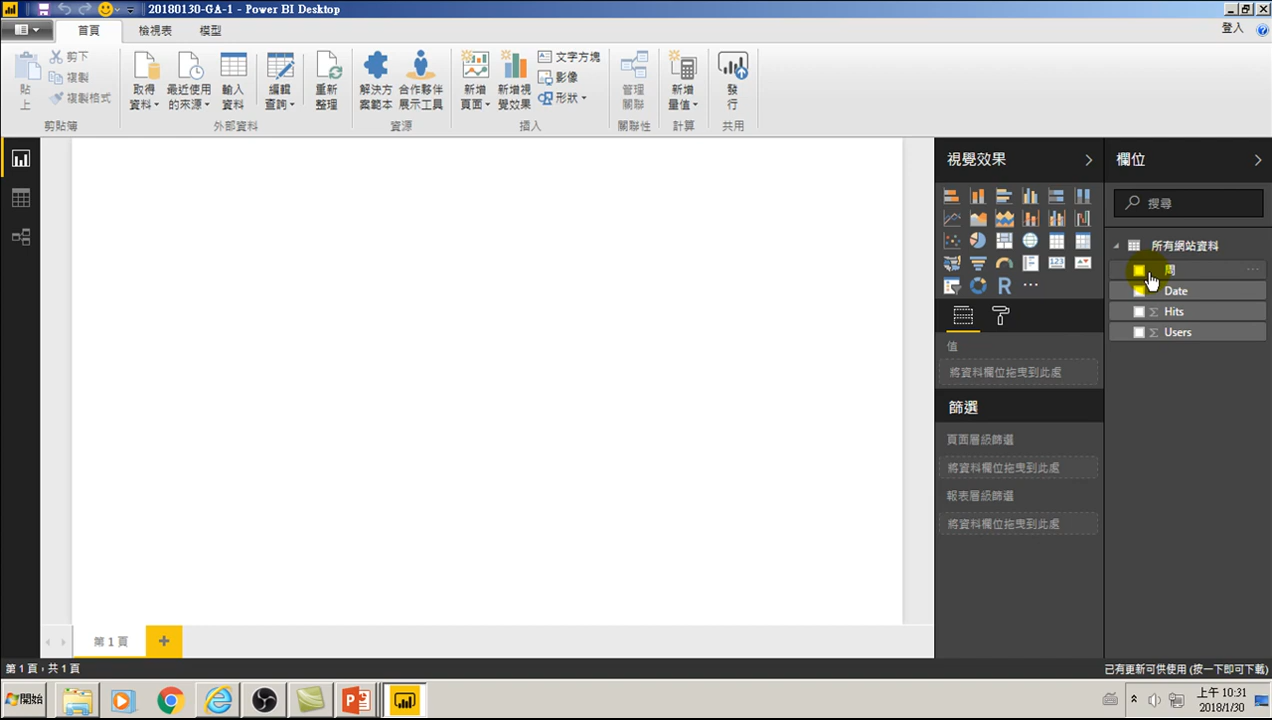 20180130-GA-1 - Power BI Desktop
首頁 檢視表 模型 登入
貼上
剪下
複製
複製格式
剪貼簿
取得資料
最近使用的來源
輸入資料
編輯查詢
外部資料
重新整理
解決方案範本
合作夥伴展示工具
資源
新增頁面
新增視覺效果
文字方塊
影像
形狀
插入
管理關聯
關聯性
新增量值
計算
發行
共用
視覺效果
R
123
值
將資料欄位拖曳到此處
篩選
頁面層級篩選
將資料欄位拖曳到此處
報表層級篩選
將資料欄位拖曳到此處
欄位
搜尋
所有網站資料
周
Date
Σ Hits
Σ Users
第 1 頁
第 1 頁，共 1 頁
已有更新可供使用 (按一下即可下載)
開始
上午 10:31
2018/1/30